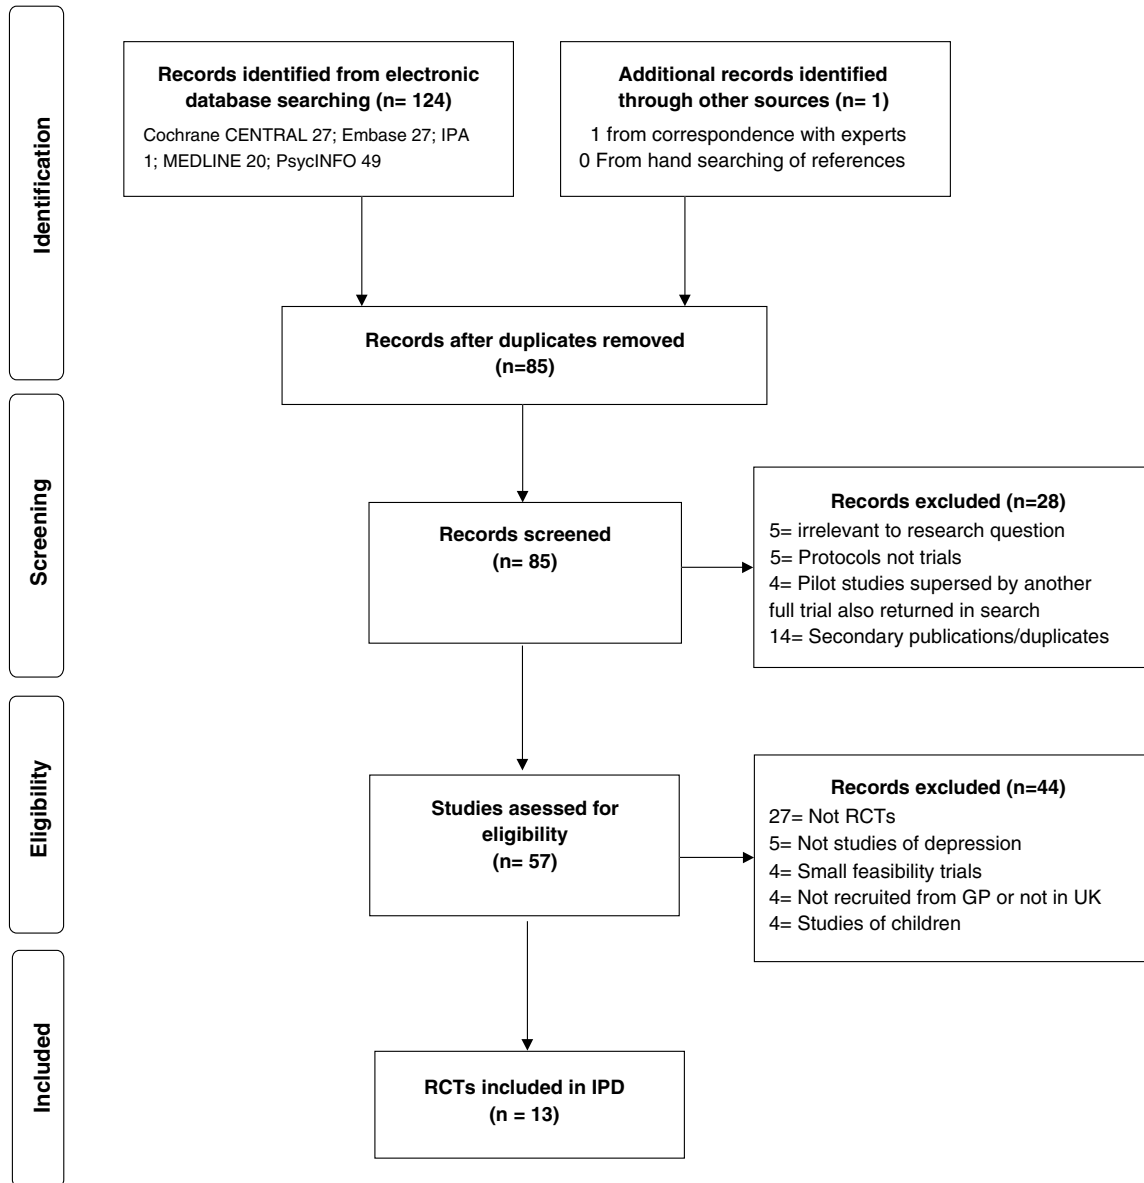 Identification
Records identified from electronic
database searching (n= 124)
Cochrane CENTRAL 27; Embase 27; IPA
1; MEDLINE 20; PsycINFO 49
Additional records identified
through other sources (n= 1)
1 from correspondence with experts
0 From hand searching of references
Records after duplicates removed
(n=85)
Screening
Records screened
(n= 85)
Records excluded (n=28)
5= irrelevant to research question
5= Protocols not trials
4= Pilot studies supersed by another
full trial also returned in search
14= Secondary publications/duplicates
Eligibility
Studies asessed for
eligibility
(n= 57)
Records excluded (n=44)
27= Not RCTs
5= Not studies of depression
4= Small feasibility trials
4= Not recruited from GP or not in UK
4= Studies of children
Included
RCTs included in IPD
(n = 13)